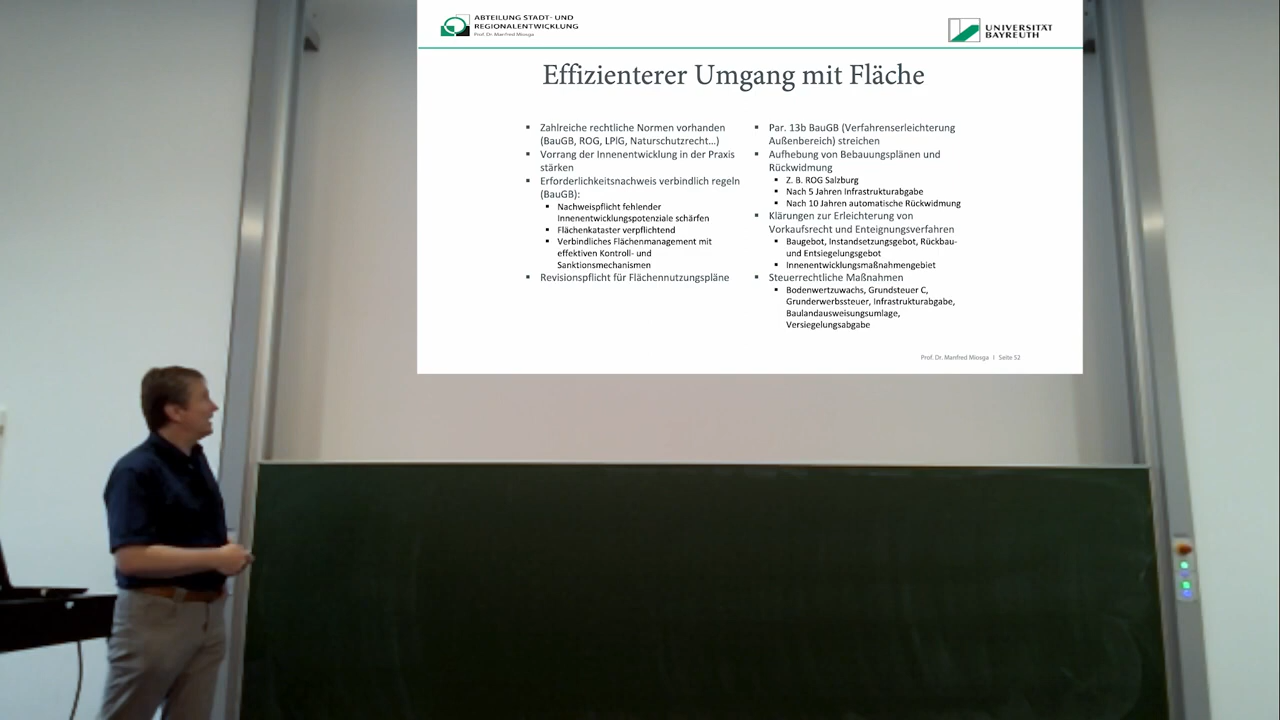 ABTEILUNG STADT- UND
REGIONALENTWICKLUNG
Prof. Dr. Manfred Miosga
UNIVERSITÄT
BAYREUTH
Effizienterer Umgang mit Fläche
▪ Zahlreiche rechtliche Normen vorhanden
(BauGB, ROG, LPlG, Naturschutzrecht...)
▪ Vorrang der Innenentwicklung in der Praxis
stärken
▪ Erforderlichkeitsnachweis verbindlich regeln
(BauGB):
▪ Nachweispflicht fehlender
Innenentwicklungspotenziale schärfen
▪ Flächenkataster verpflichtend
▪ Verbindliches Flächenmanagement mit
effektiven Kontroll- und
Sanktionsmechanismen
▪ Revisionspflicht für Flächennutzungspläne
▪ Par. 13b BauGB (Verfahrenserleichterung
Außenbereich) streichen
▪ Aufhebung von Bebauungsplänen und
Rückwidmung
▪ Z. B. ROG Salzburg
▪ Nach 5 Jahren Infrastrukturabgabe
▪ Nach 10 Jahren automatische Rückwidmung
▪ Klärungen zur Erleichterung von
Vorkaufsrecht und Enteignungsverfahren
▪ Baugebot, Instandsetzungsgebot, Rückbau-
und Entsiegelungsgebot
▪ Innenentwicklungsmaßnahmengebiet
▪ Steuerrechtliche Maßnahmen
▪ Bodenwertzuwachs, Grundsteuer C,
Grunderwerbssteuer, Infrastrukturabgabe,
Baulandausweisungsumlage,
Versiegelungsabgabe
Prof. Dr. Manfred Miosga I Seite 52